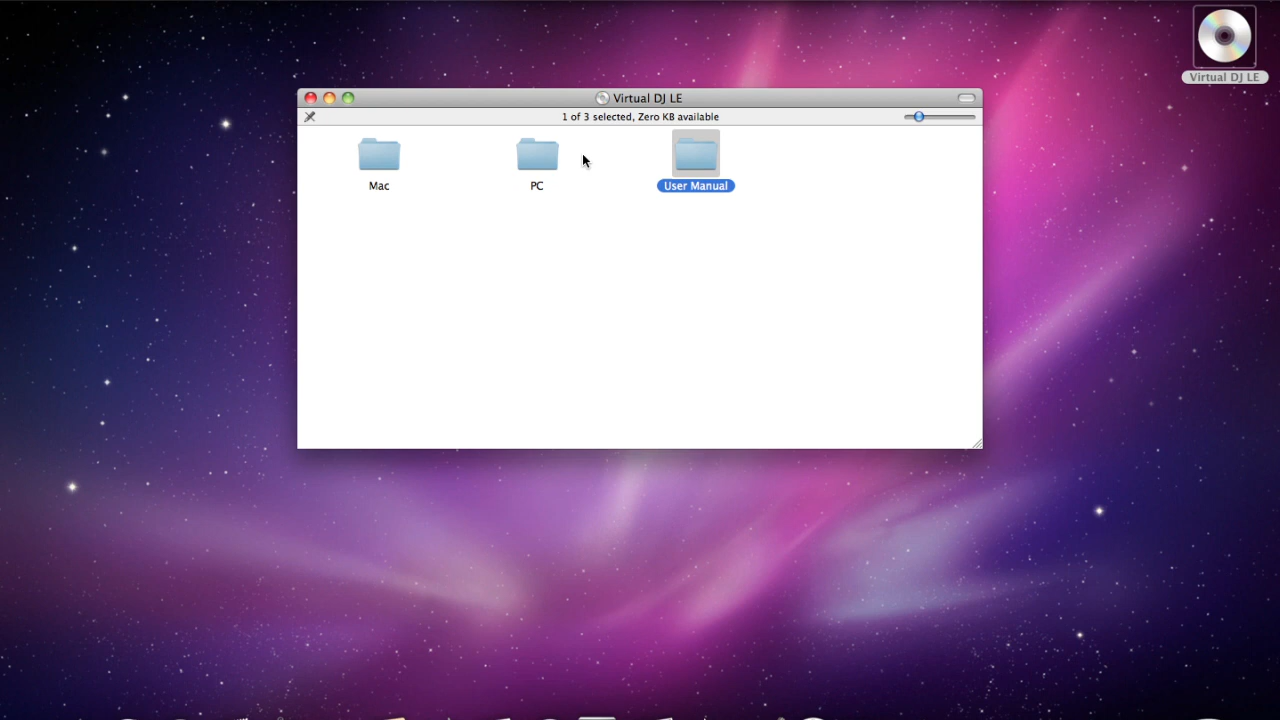 Virtual DJ LE
Virtual DJ LE
1 of 3 selected, Zero KB available
Mac
PC
User Manual